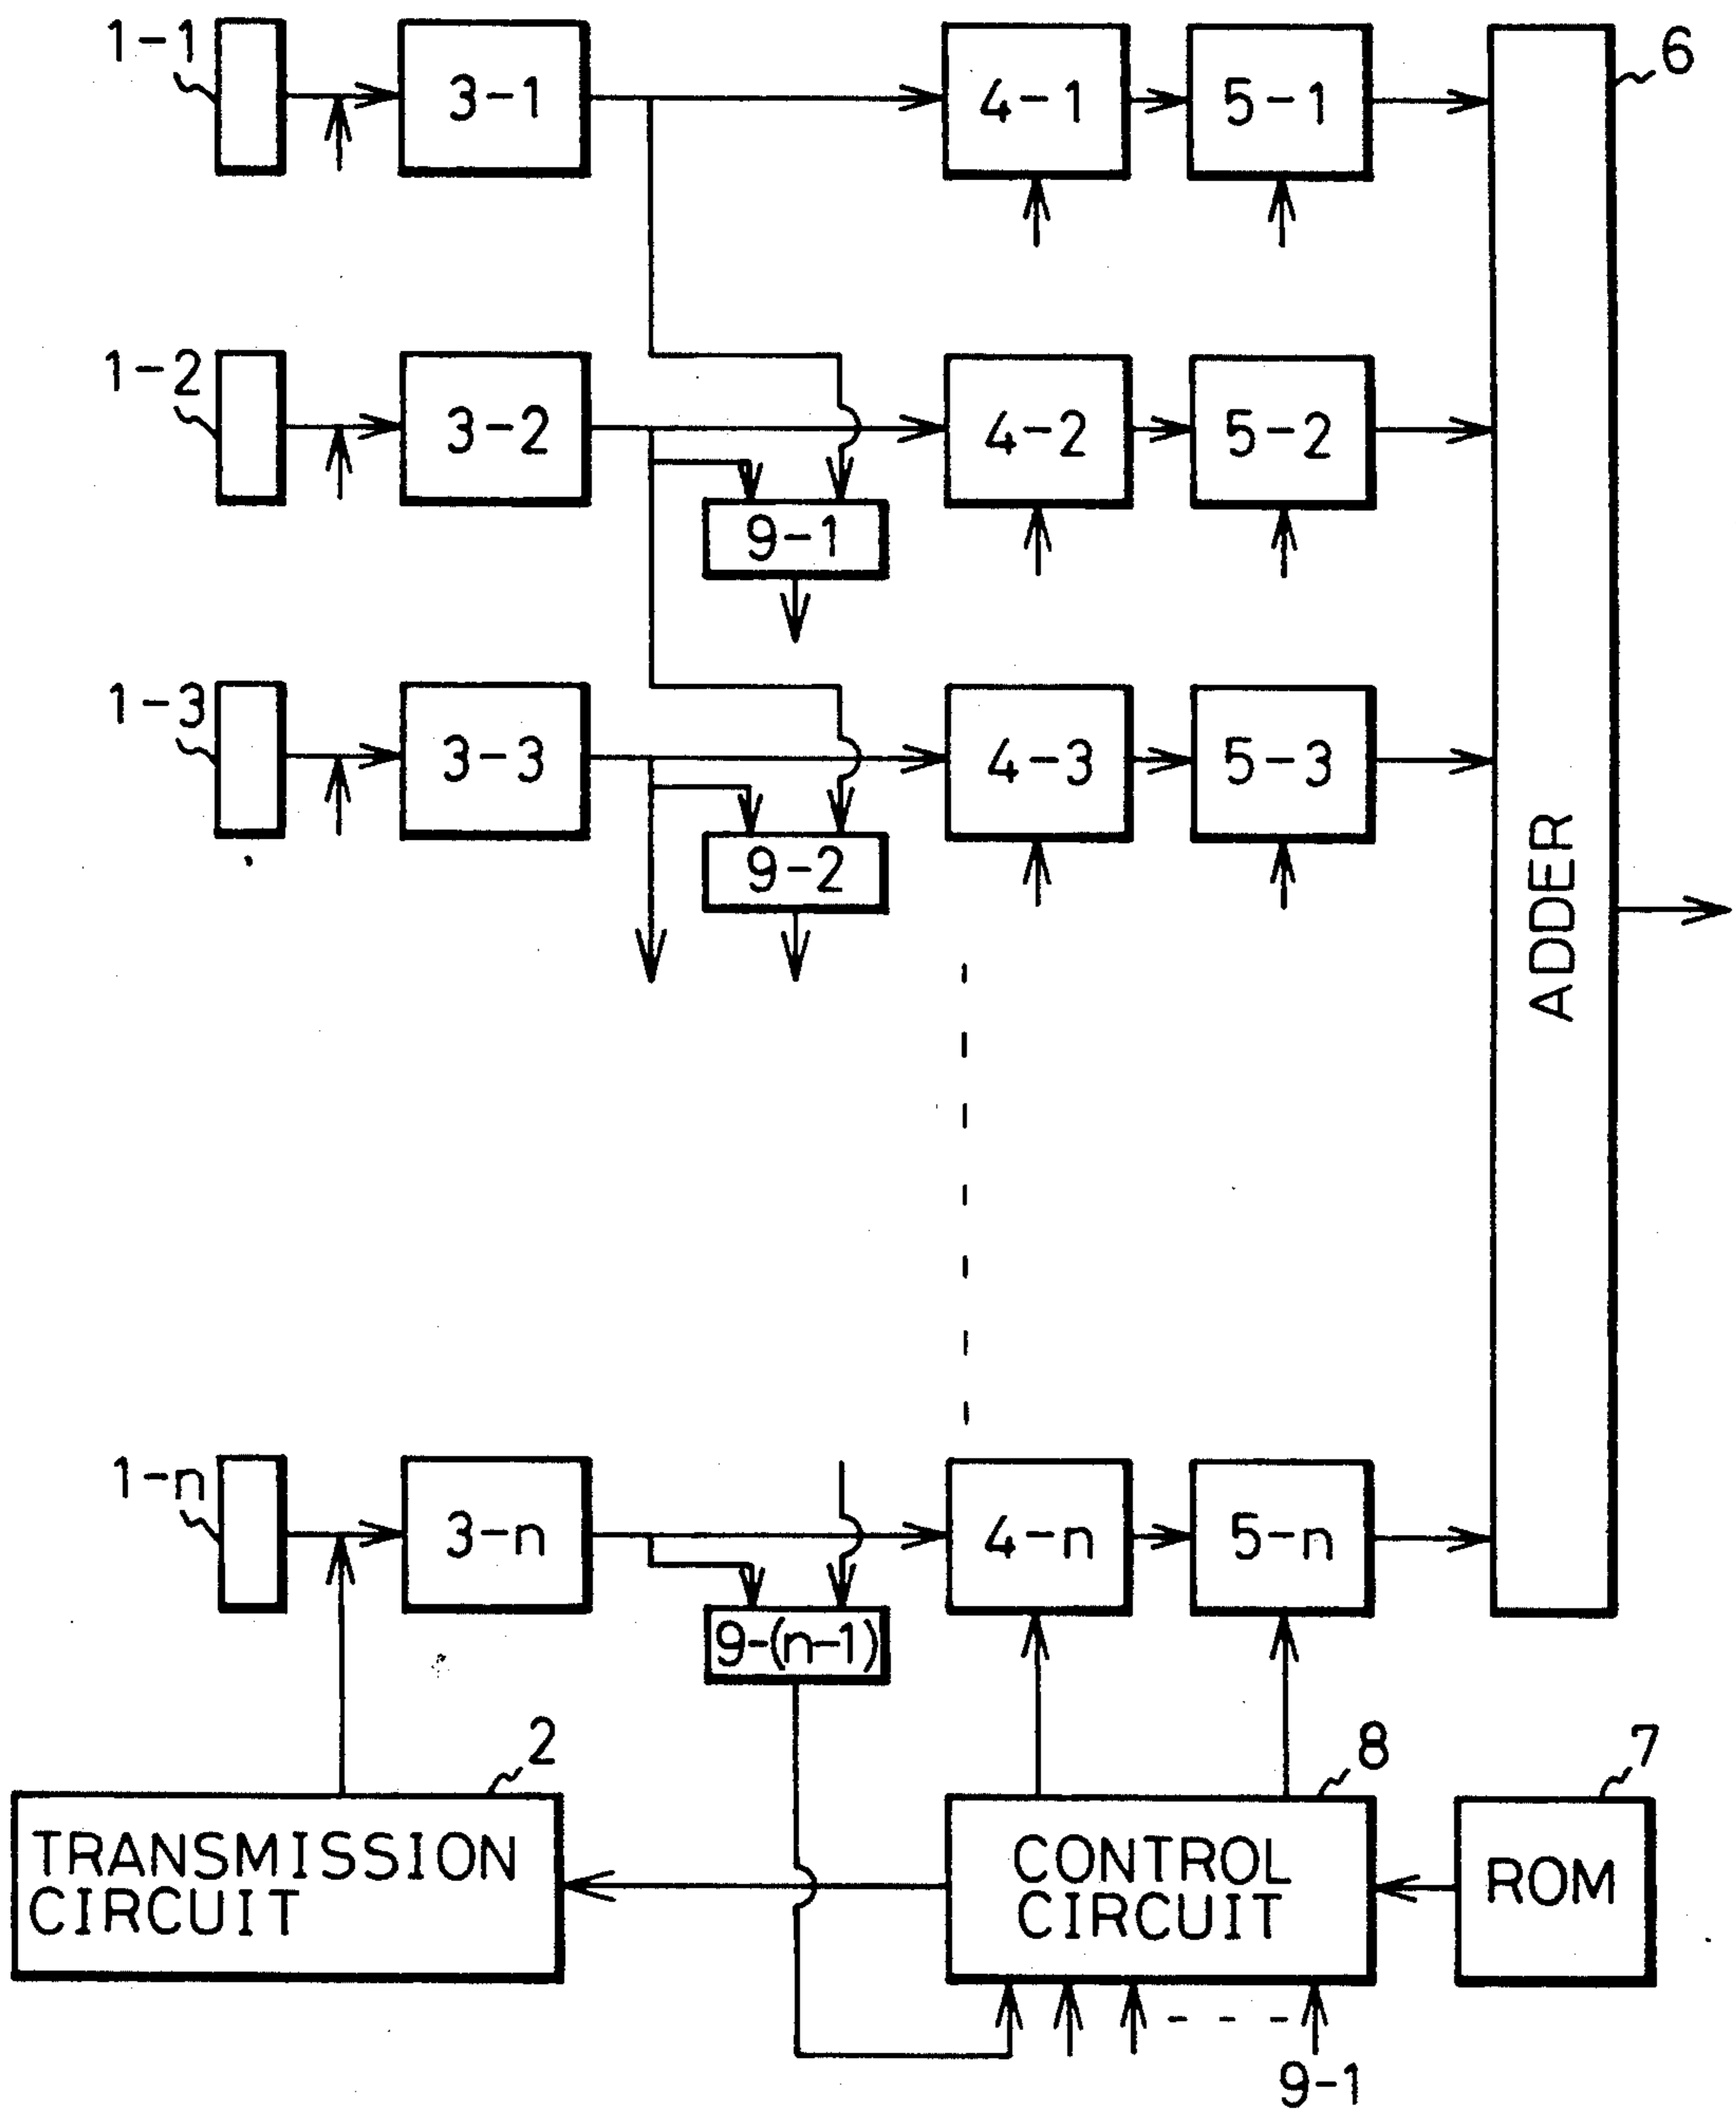 1-1
3-1
4-1
5-1
6
1-2
3-2
4-2
5-2
9-1
1-3
3-3
4-3
5-3
9-2
ADDER
1-n
3-n
4-n
5-n
9-(n-1)
2
8
7
TRANSMISSION
CIRCUIT
CONTROL
CIRCUIT
ROM
9-1